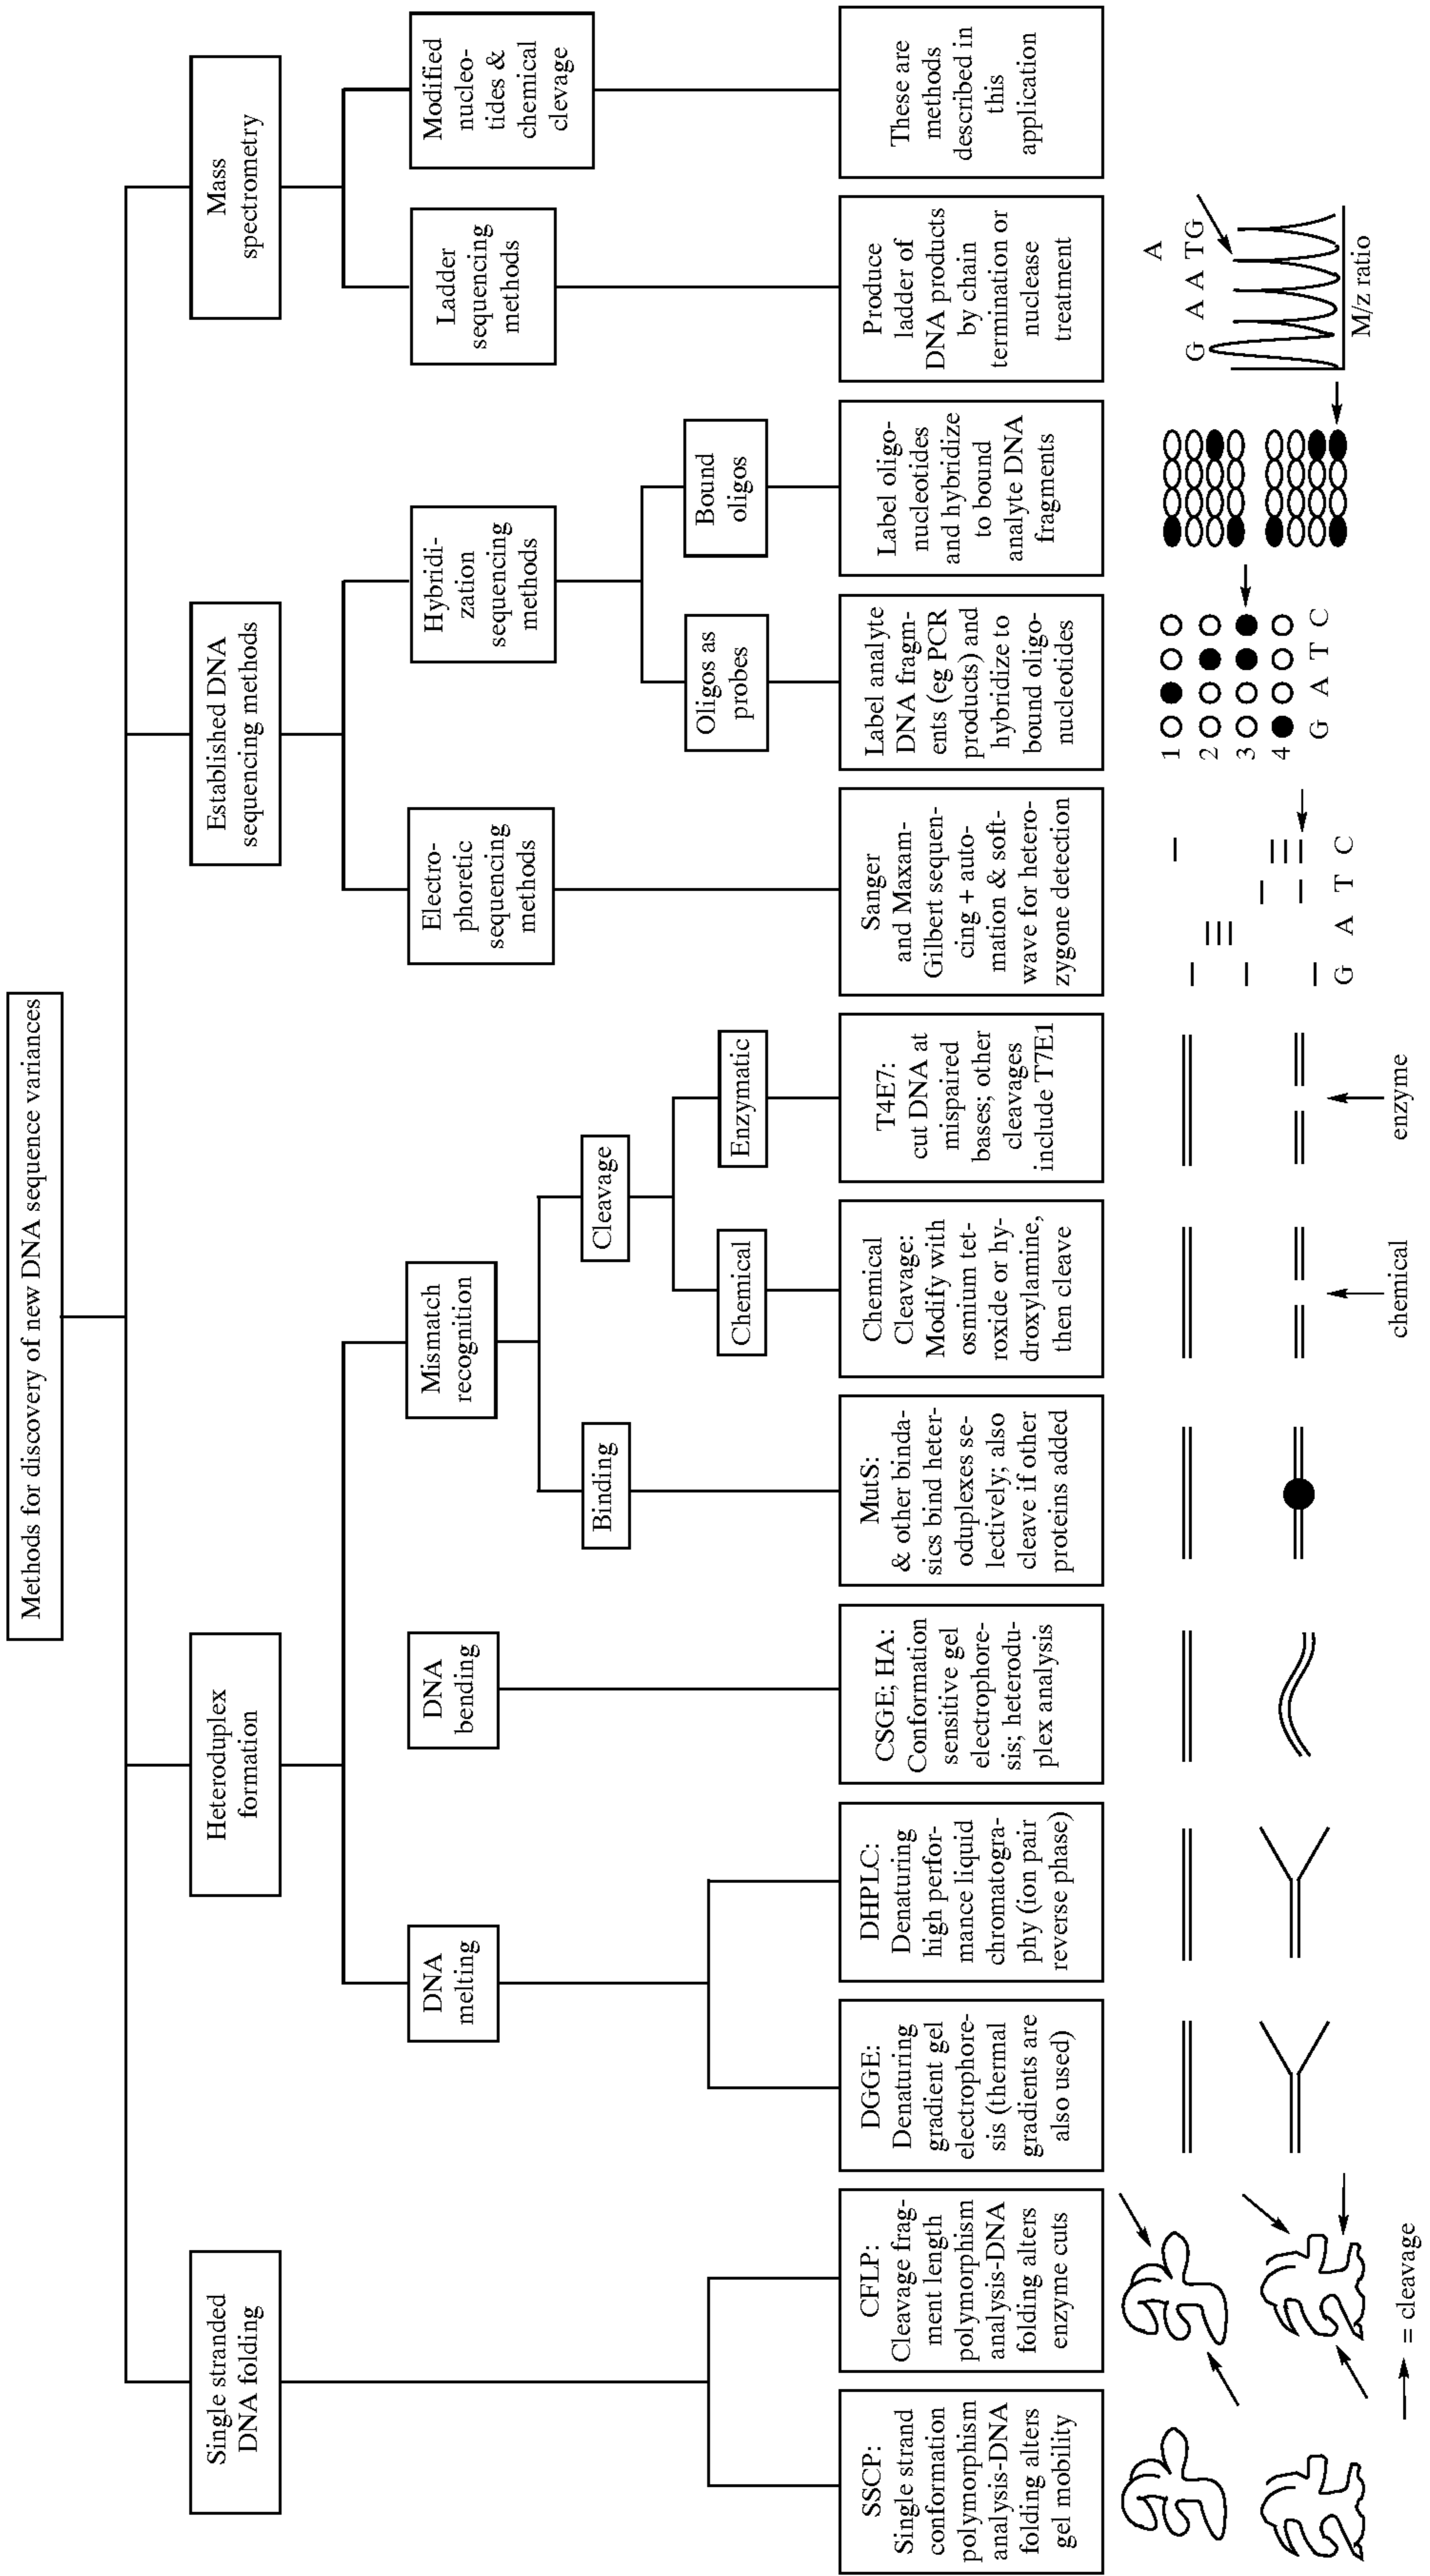 Methods for discovery of new DNA sequence variances
Single stranded
DNA folding
Heteroduplex
formation
Established DNA
sequencing methods
Mass
spectrometry
DNA
melting
DNA
bending
Mismatch
recognition
Electro-
phoretic
sequencing
methods
Hybridi-
zation
sequencing
methods
Ladder
sequencing
methods
Modified
nucleo-
tides &
chemical
clevage
Binding
Cleavage
Chemical
Enzymatic
Oligos as
probes
Bound
oligos
SSCP:
Single strand
conformation
polymorphism
analysis-DNA
folding alters
gel mobility
CFLP:
Cleavage frag-
ment length
polymorphism
analysis-DNA
folding alters
enzyme cuts
DGGE:
Denaturing
gradient gel
electrophore-
sis (thermal
gradients are
also used)
DHPLC:
Denaturing
high perfor-
mance liquid
chromatogra-
phy (ion pair
reverse phase)
CSGE; HA:
Conformation
sensitive gel
electrophore-
sis; heterodu-
plex analysis
MutS:
& other binda-
sics bind heter-
oduplexes se-
lectively; also
cleave if other
proteins added
Chemical
Cleavage:
Modify with
osmium tet-
roxide or hy-
droxylamine,
then cleave
T4E7:
cut DNA at
mispaired
bases; other
cleavages
include T7E1
Sanger
and Maxam-
Gilbert sequen-
cing + auto-
mation & soft-
wave for hetero-
zygone detection
Label analyte
DNA fragm-
ents (eg PCR
products) and
hybridize to
bound oligo-
nucleotides
Label oligo-
nucleotides
and hybridize
to bound
analyte DNA
fragments
Produce
ladder of
DNA products
by chain
termination or
nuclease
treatment
These are
methods
described in
this
application
= cleavage
chemical
enzyme
G A T C
1
2
3
4
G A T C
A
G A A TG
M/z ratio